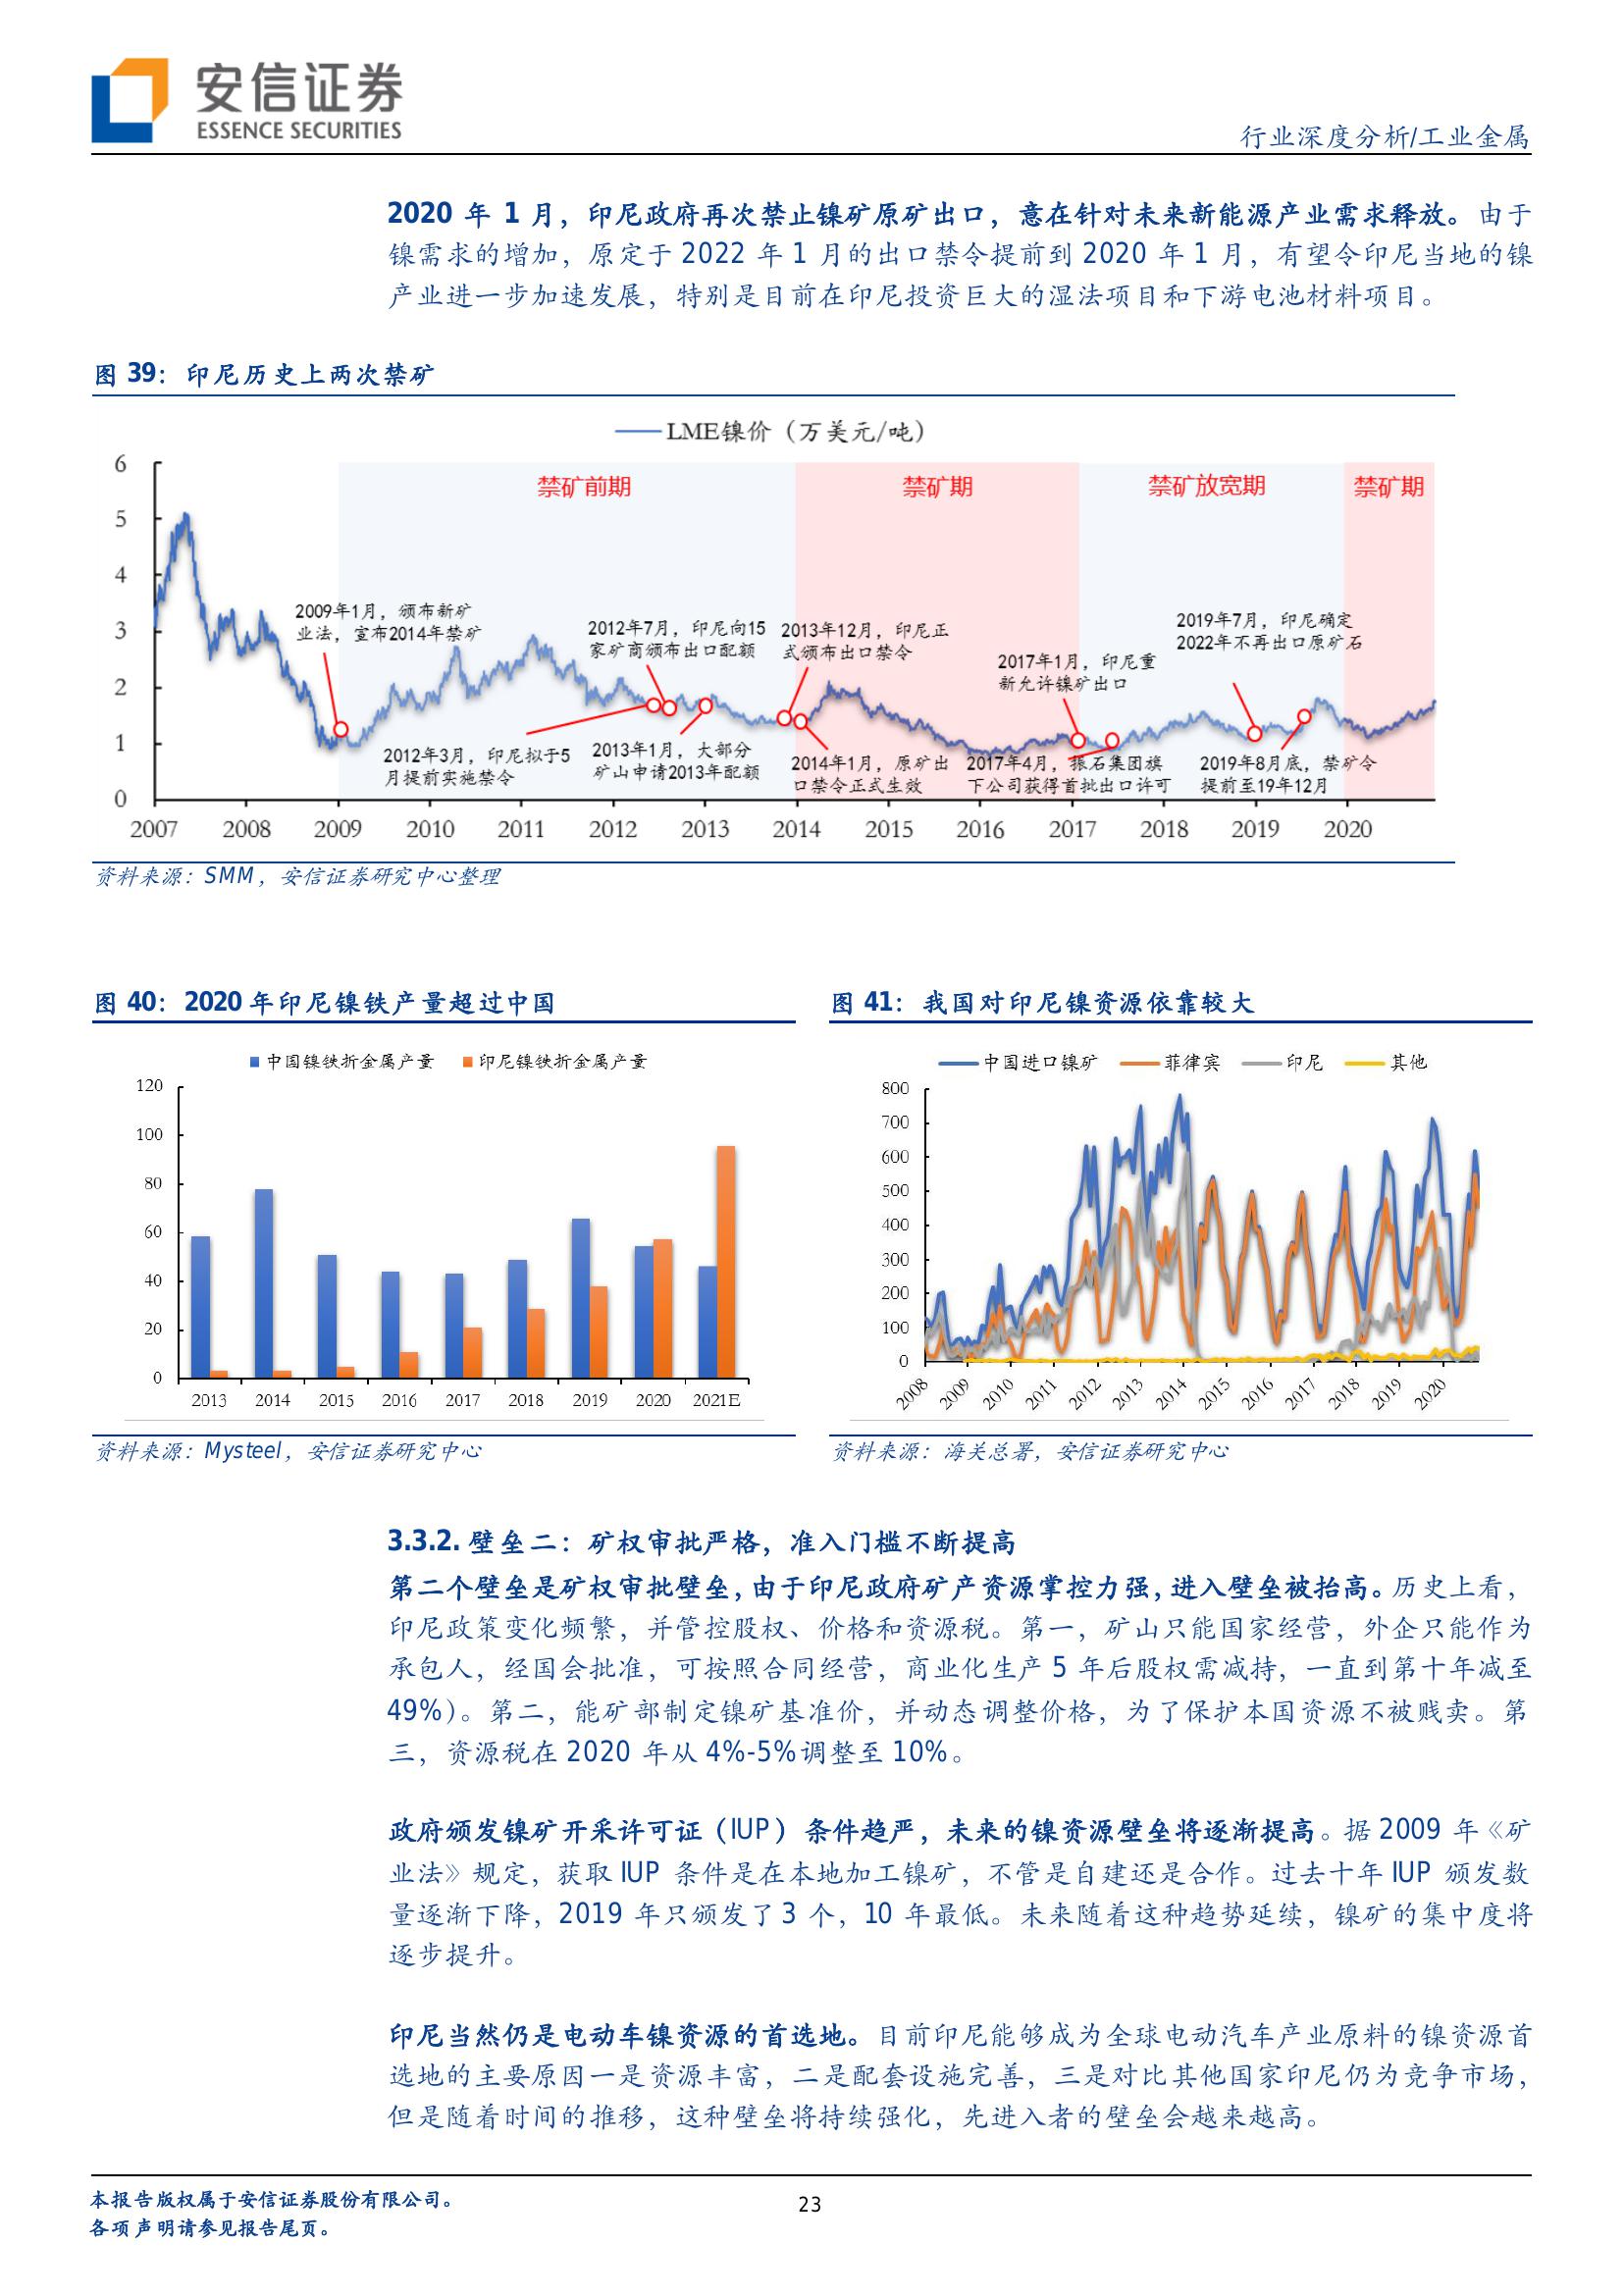 安信证券
ESSENCE SECURITIES
行业深度分析/工业金属
2020 年 1 月，印尼政府再次禁止镍矿原矿出口，意在针对未来新能源产业需求释放。由于
镍需求的增加，原定于 2022 年 1 月的出口禁令提前到 2020 年 1 月，有望令印尼当地的镍
产业进一步加速发展，特别是目前在印尼投资巨大的湿法项目和下游电池材料项目。
图 39：印尼历史上两次禁矿
LME镍价（万美元/吨）
6
5
4
3
2
1
0
禁矿前期
禁矿期
禁矿放宽期
禁矿期
2009年1月，颁布新矿
业法，宣布2014年禁矿
2012年7月，印尼向15
家矿商颁布出口配额
2013年12月，印尼正
式颁布出口禁令
2017年1月，印尼重
新允许镍矿出口
2019年7月，印尼确定
2022年不再出口原矿石
2012年3月，印尼拟于5
月提前实施禁令
2013年1月，大部分
矿山申请2013年配额
2014年1月，原矿出
口禁令正式生效
2017年4月，振石集团旗
下公司获得首批出口许可
2019年8月底，禁矿令
提前至19年12月
2007 2008 2009 2010 2011 2012 2013 2014 2015 2016 2017 2018 2019 2020
资料来源：SMM，安信证券研究中心整理
图 40：2020 年印尼镍铁产量超过中国
中国镍铁折金属产量 印尼镍铁折金属产量
120
100
80
60
40
20
0
2013 2014 2015 2016 2017 2018 2019 2020 2021E
资料来源：Mysteel，安信证券研究中心
图 41：我国对印尼镍资源依靠较大
中国进口镍矿 菲律宾 印尼 其他
800
700
600
500
400
300
200
100
0
2008 2009 2010 2011 2012 2013 2014 2015 2016 2017 2018 2019 2020
资料来源：海关总署，安信证券研究中心
3.3.2. 壁垒二：矿权审批严格，准入门槛不断提高
第二个壁垒是矿权审批壁垒，由于印尼政府矿产资源掌控力强，进入壁垒被抬高。历史上看，
印尼政策变化频繁，并管控股权、价格和资源税。第一，矿山只能国家经营，外企只能作为
承包人，经国会批准，可按照合同经营，商业化生产 5 年后股权需减持，一直到第十年减至
49%）。第二，能矿部制定镍矿基准价，并动态调整价格，为了保护本国资源不被贱卖。第
三，资源税在 2020 年从 4%-5%调整至 10%。
政府颁发镍矿开采许可证（IUP）条件趋严，未来的镍资源壁垒将逐渐提高。据 2009 年《矿
业法》规定，获取 IUP 条件是在本地加工镍矿，不管是自建还是合作。过去十年 IUP 颁发数
量逐渐下降，2019 年只颁发了 3 个，10 年最低。未来随着这种趋势延续，镍矿的集中度将
逐步提升。
印尼当然仍是电动车镍资源的首选地。目前印尼能够成为全球电动汽车产业原料的镍资源首
选地的主要原因一是资源丰富，二是配套设施完善，三是对比其他国家印尼仍为竞争市场，
但是随着时间的推移，这种壁垒将持续强化，先进入者的壁垒会越来越高。
本报告版权属于安信证券股份有限公司。
各项声明请参见报告尾页。
23